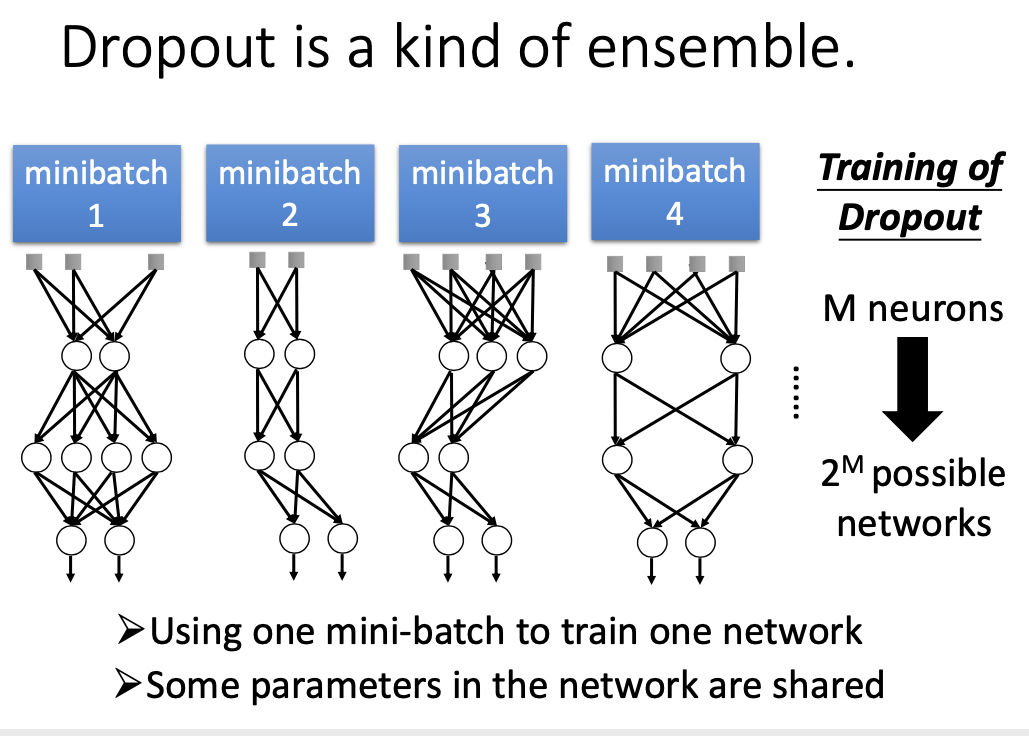 Dropout is a kind of ensemble.
minibatch
1
minibatch
2
minibatch
3
minibatch
4
Training of
Dropout
M neurons
2ᴹ possible
networks
......
➢Using one mini-batch to train one network
➢Some parameters in the network are shared